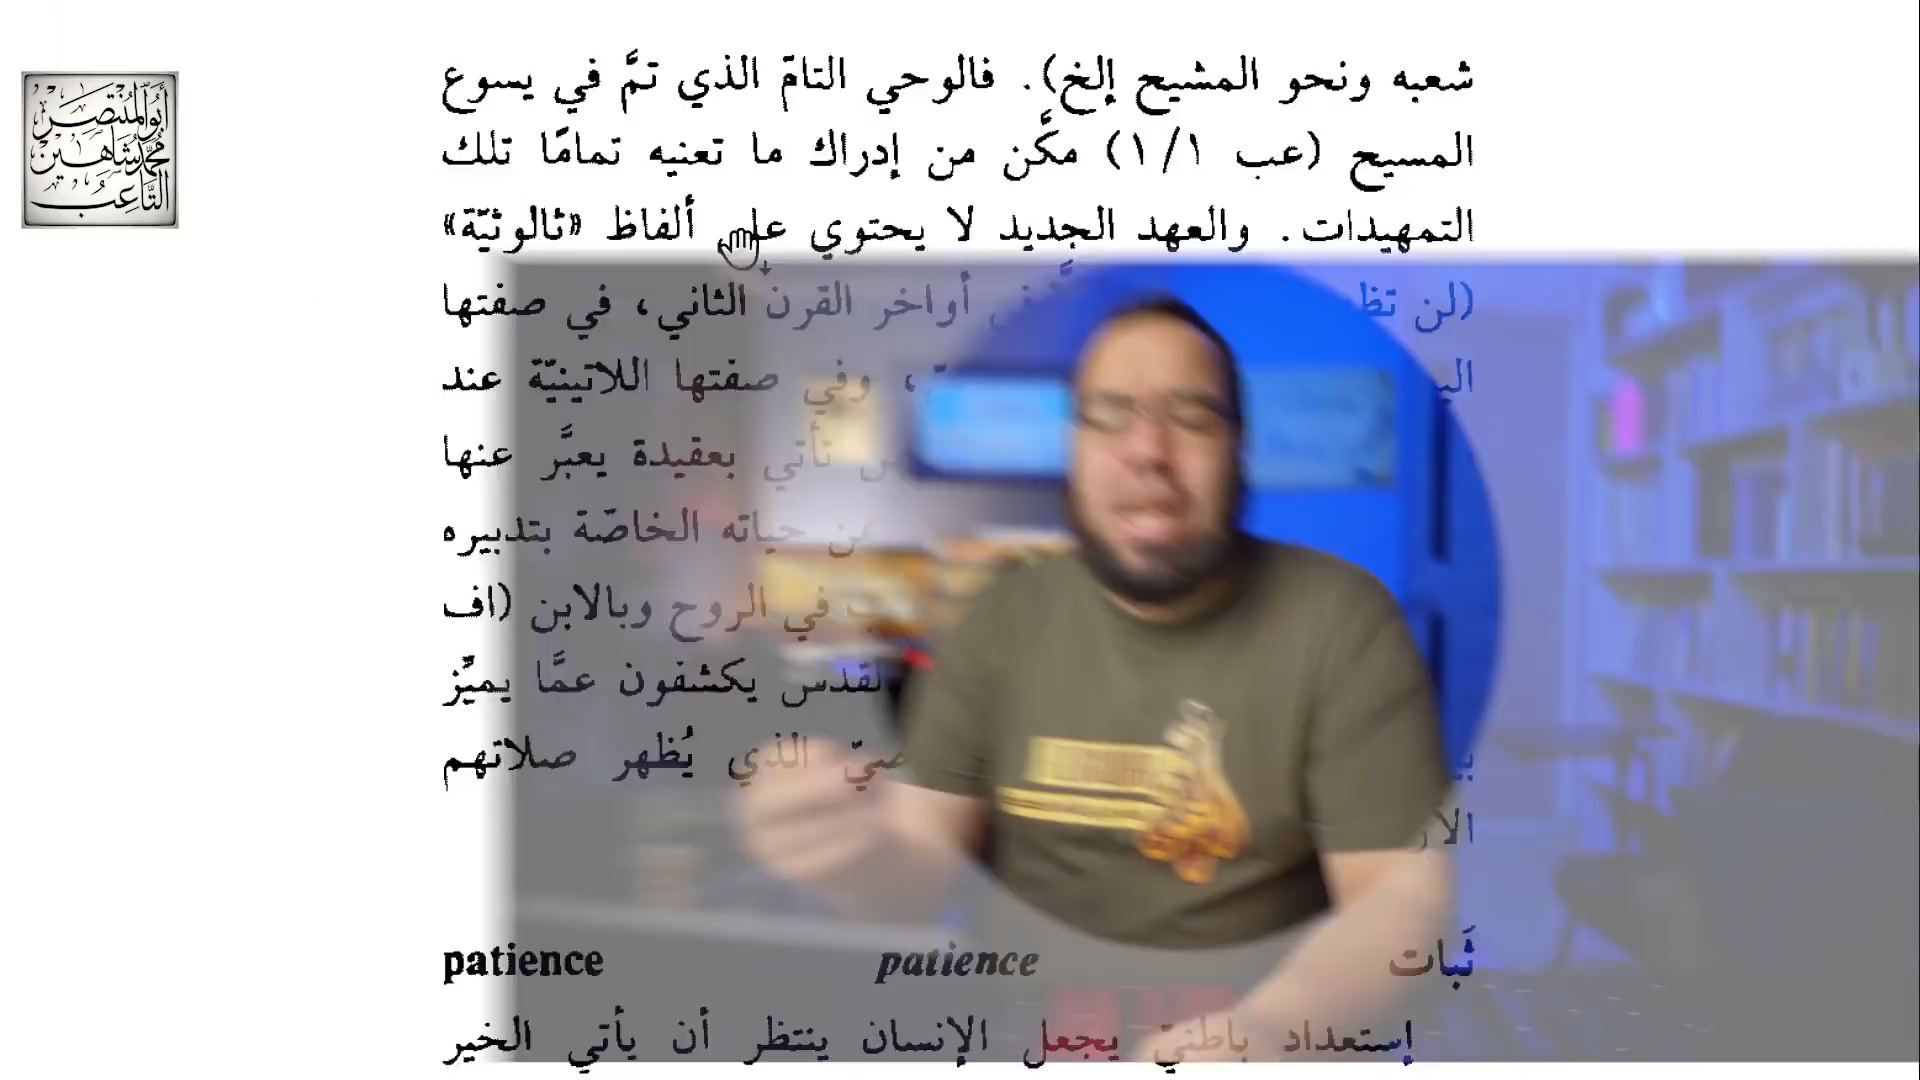 أبو المنتصر
محمد شاهين
التاعب
شعبه ونحو المشيح إلخ). فالوحي التامّ الذي تمَّ في يسوع
المسيح (عب ١/١) مكَّن من إدراك ما تعنيه تمامًا تلك
التمهيدات. والعهد الجديد لا يحتوي على ألفاظ «ثالوثيّة»
(لن أواخر القرن الثاني، في صفتها
وفي صفتها اللاتينيّة عند
تأتي بعقيدة يعبَّر عنها
عن حياته الخاصّة بتدبيره
في الروح وبالابن (اف
القدس يكشفون عمَّا يميِّز
الذي يُظهر صلاتهم
patience patience ثَبات
إستعداد باطنيّ يجعل الإنسان ينتظر أن يأتي الخير